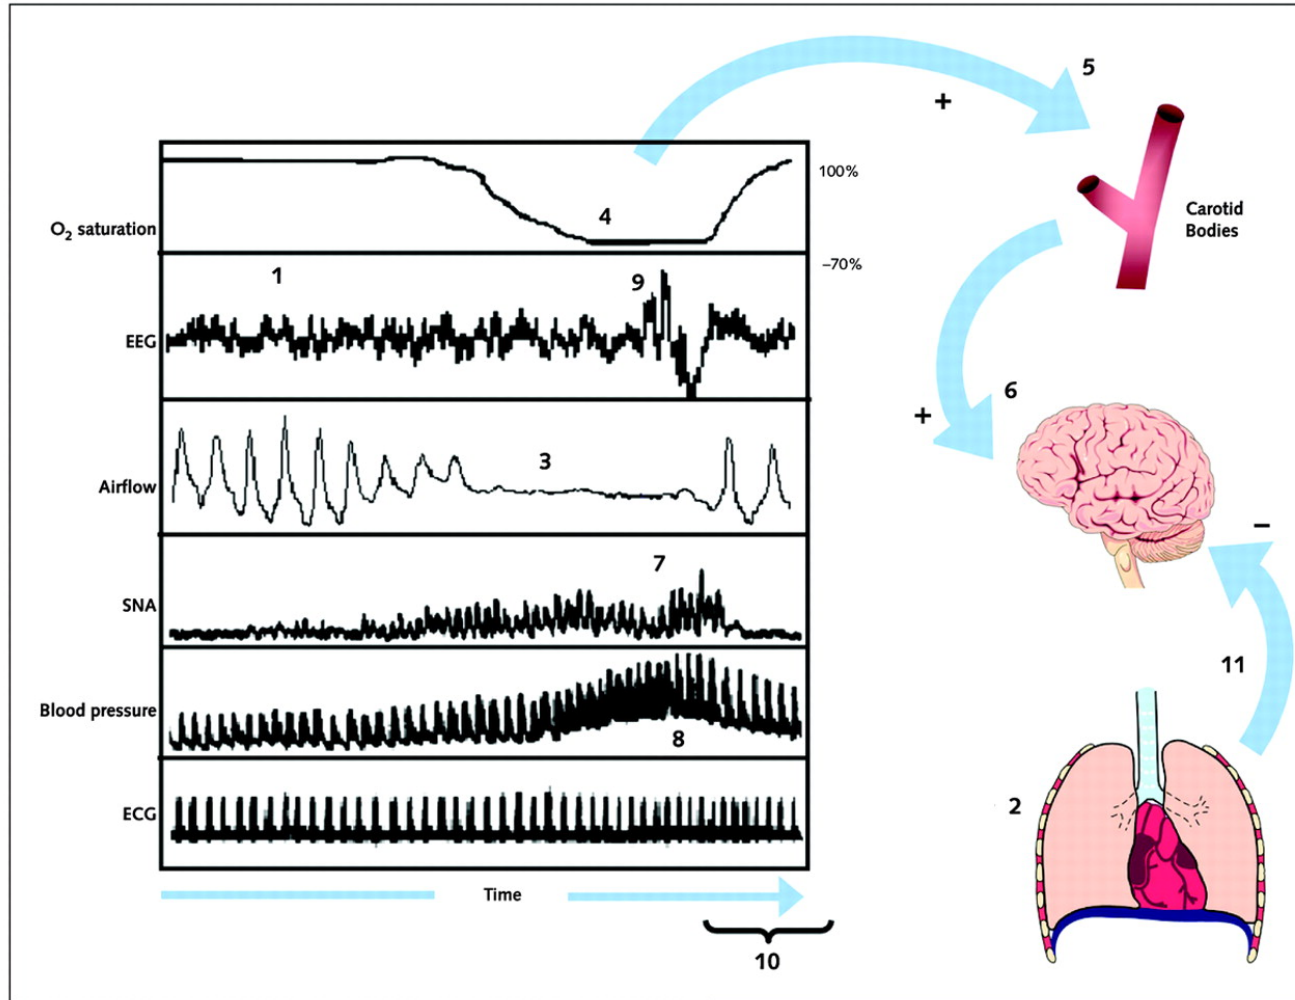 5
+
100%
4
O₂ saturation
Carotid
Bodies
–70%
1
9
EEG
6
+
3
Airflow
–
7
SNA
11
Blood pressure
8
2
ECG
Time
10